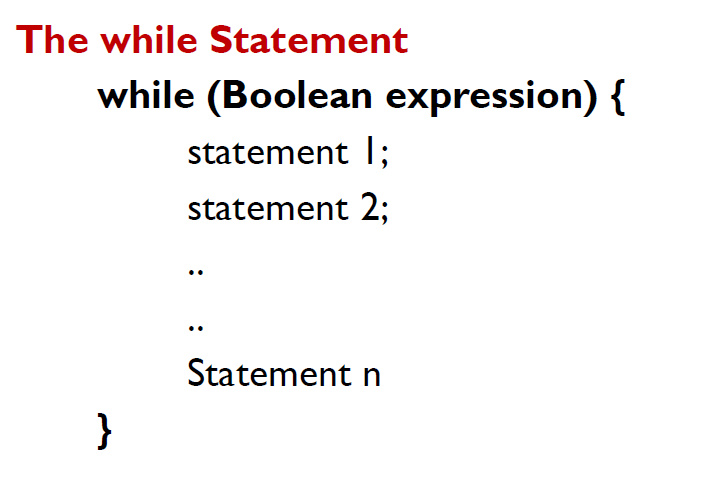 The while Statement
while (Boolean expression) {
statement 1;
statement 2;
..
..
Statement n
}